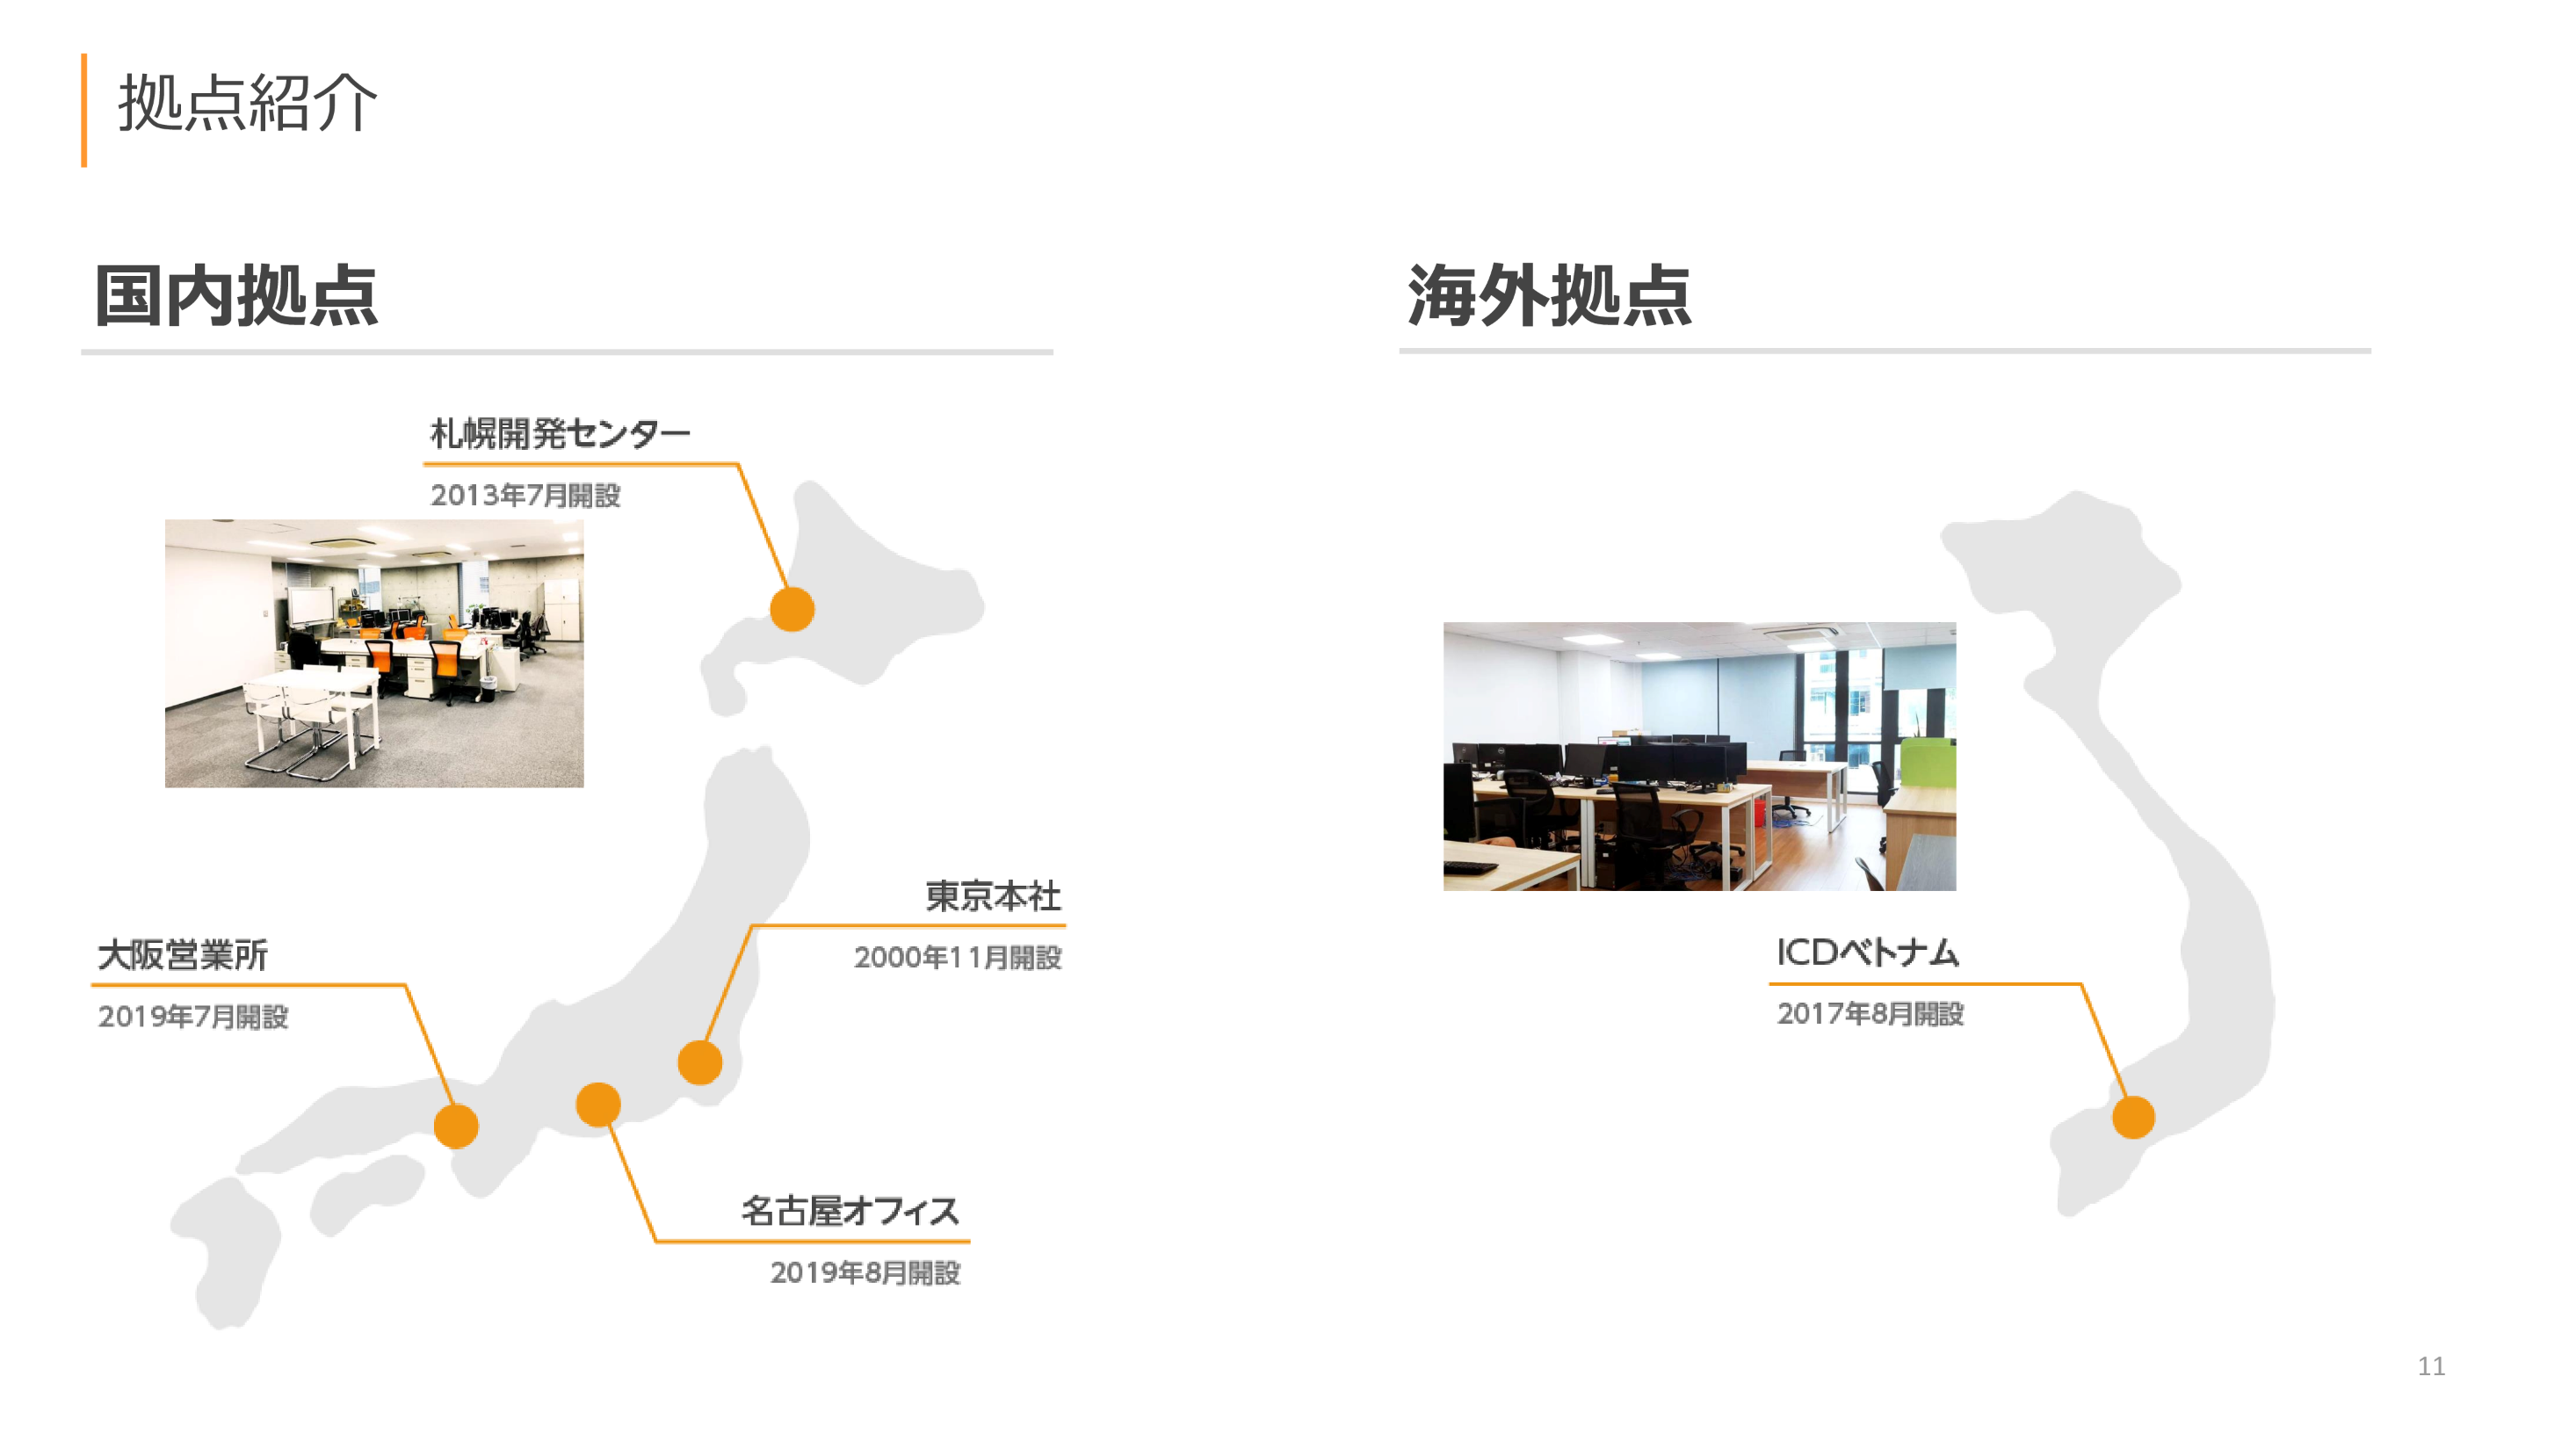 拠点紹介
国内拠点
札幌開発センター
2013年7月開設
東京本社
2000年11月開設
大阪営業所
2019年7月開設
名古屋オフィス
2019年8月開設
海外拠点
ICDベトナム
2017年8月開設
11